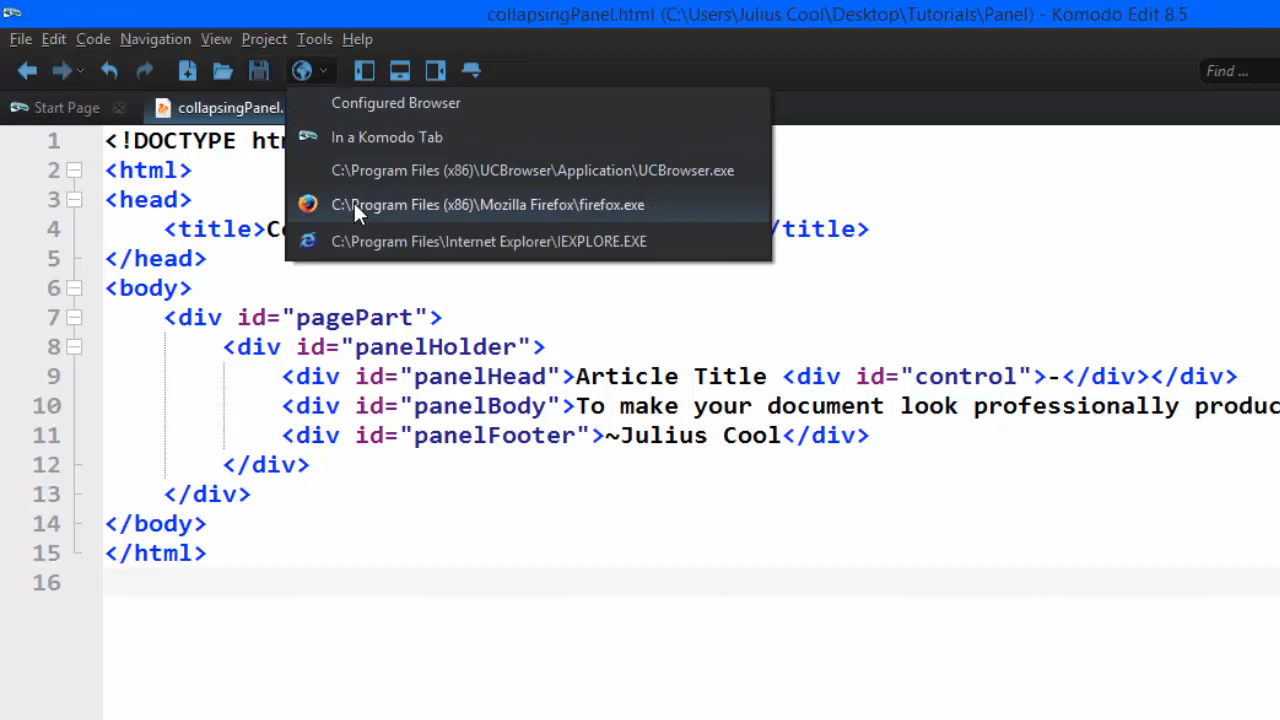 collapsingPanel.html (C:\Users\Julius Cool\Desktop\Tutorials\Panel) - Komodo Edit 8.5
File Edit Code Navigation View Project Tools Help
Find ...
Start Page collapsingPanel.
Configured Browser
In a Komodo Tab
C:\Program Files (x86)\UCBrowser\Application\UCBrowser.exe
C:\Program Files (x86)\Mozilla Firefox\firefox.exe
C:\Program Files\Internet Explorer\IEXPLORE.EXE
1 <!DOCTYPE
2 <html>
3 <head>
4 <title> /title>
5 </head>
6 <body>
7 <div id="pagePart">
8 <div id="panelHolder">
9 <div id="panelHead">Article Title <div id="control">-</div></div>
10 <div id="panelBody">To make your document look professionally produc
11 <div id="panelFooter">~Julius Cool</div>
12 </div>
13 </div>
14 </body>
15 </html>
16